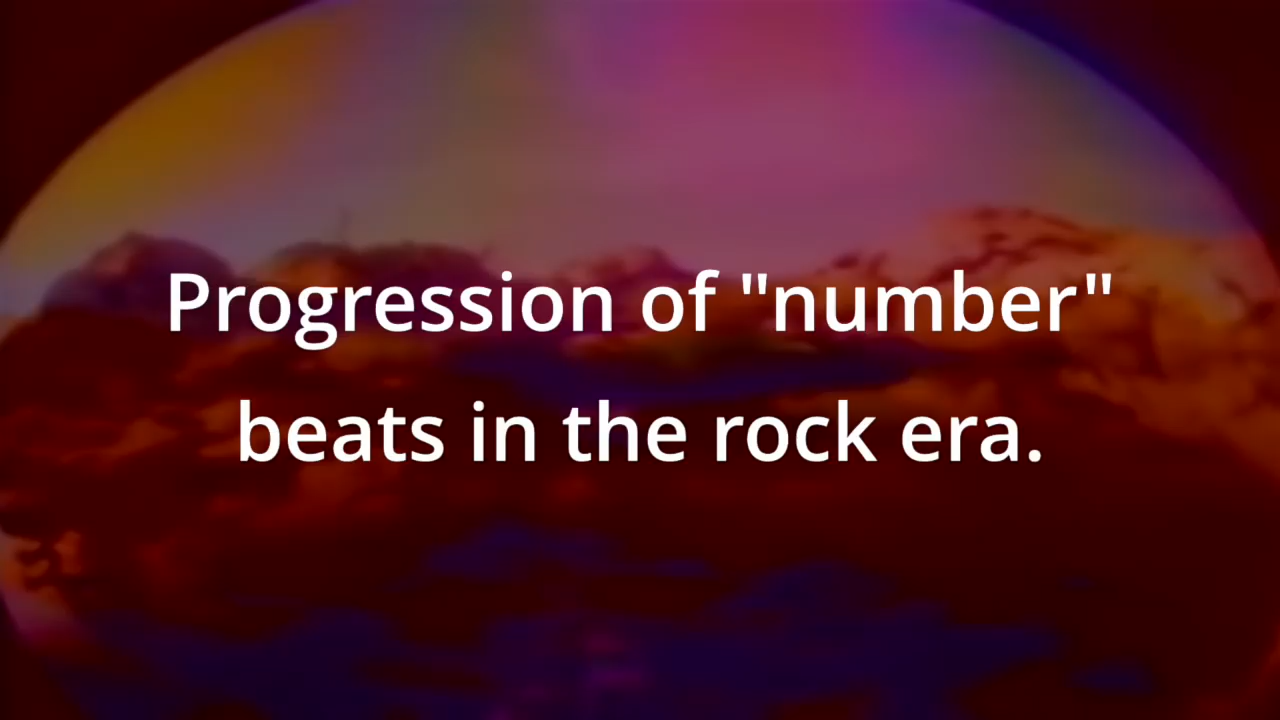 Progression of "number"
beats in the rock era.